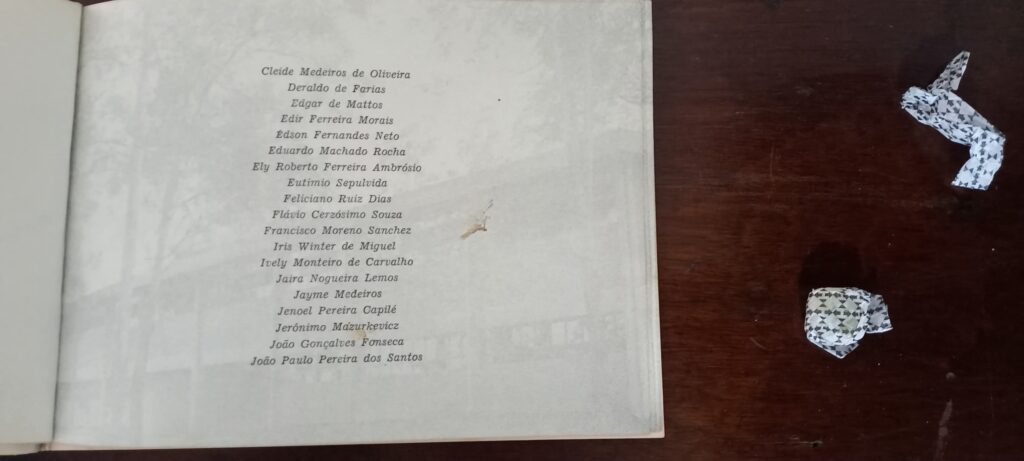 Cleide Medeiros de Oliveira
Deraldo de Farias
Edgar de Mattos
Edir Ferreira Morais
Édson Fernandes Neto
Eduardo Machado Rocha
Ely Roberto Ferreira Ambrósio
Eutímio Sepulvida
Feliciano Ruiz Dias
Flávio Cerzósimo Souza
Francisco Moreno Sanchez
Iris Winter de Miguel
Ively Monteiro de Carvalho
Jaira Nogueira Lemos
Jayme Medeiros
Jenoel Pereira Capilé
Jerônimo Mazurkevicz
João Gonçalves Fonseca
João Paulo Pereira dos Santos